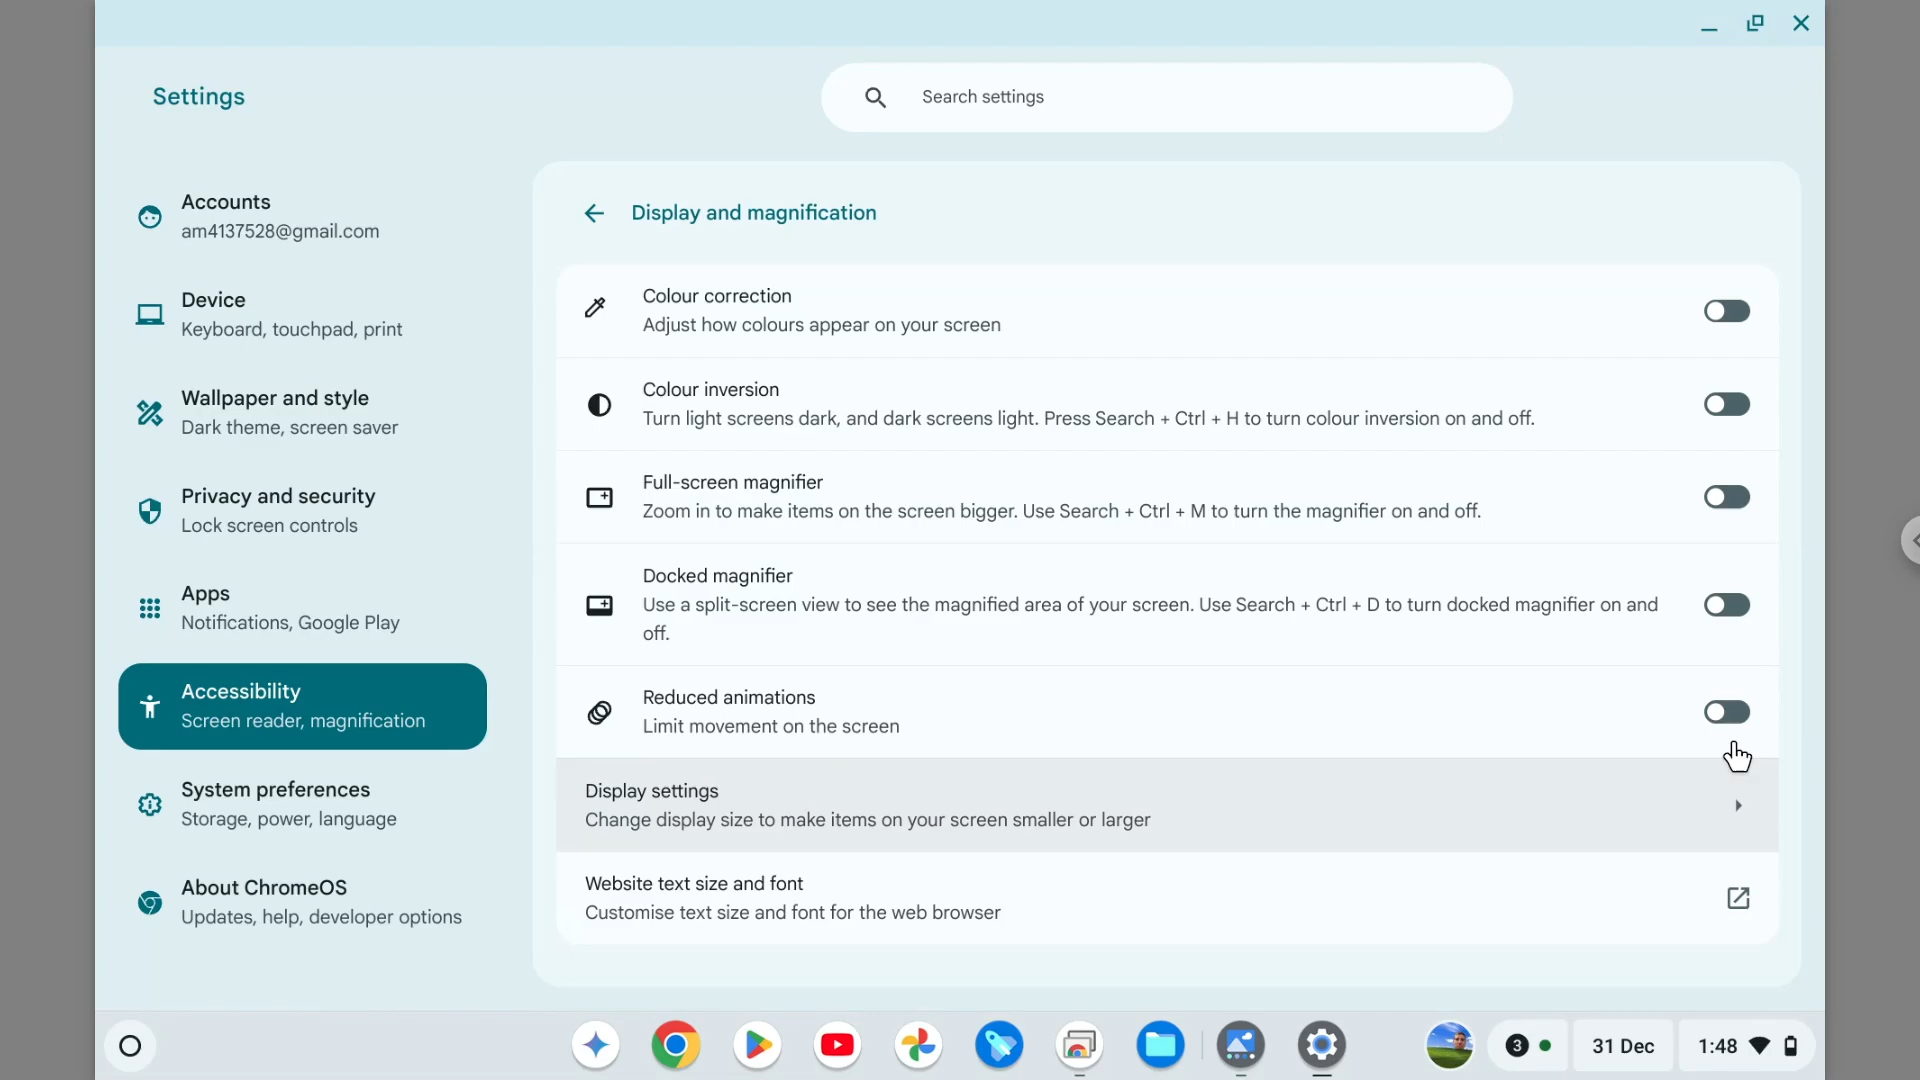 Settings
Search settings
Accounts
am4137528@gmail.com
Device
Keyboard, touchpad, print
Wallpaper and style
Dark theme, screen saver
Privacy and security
Lock screen controls
Apps
Notifications, Google Play
Accessibility
Screen reader, magnification
System preferences
Storage, power, language
About ChromeOS
Updates, help, developer options
Display and magnification
Colour correction
Adjust how colours appear on your screen
Colour inversion
Turn light screens dark, and dark screens light. Press Search + Ctrl + H to turn colour inversion on and off.
Full-screen magnifier
Zoom in to make items on the screen bigger. Use Search + Ctrl + M to turn the magnifier on and off.
Docked magnifier
Use a split-screen view to see the magnified area of your screen. Use Search + Ctrl + D to turn docked magnifier on and
off.
Reduced animations
Limit movement on the screen
Display settings
Change display size to make items on your screen smaller or larger
Website text size and font
Customise text size and font for the web browser
3
31 Dec
1:48